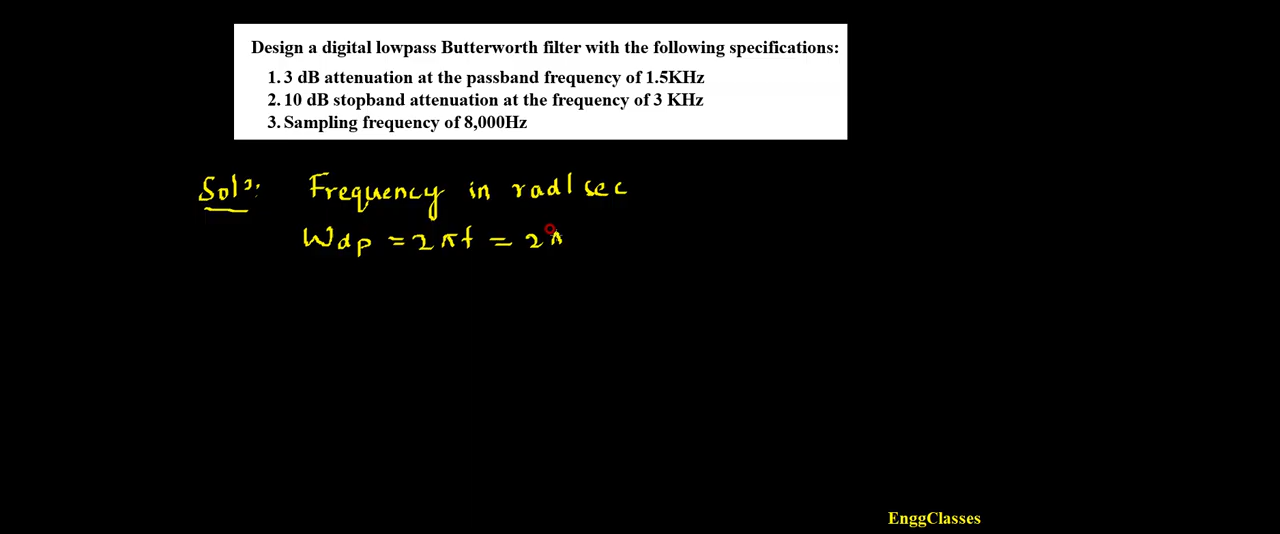 Design a digital lowpass Butterworth filter with the following specifications:
1. 3 dB attenuation at the passband frequency of 1.5KHz
2. 10 dB stopband attenuation at the frequency of 3 KHz
3. Sampling frequency of 8,000Hz
Solⁿ: Frequency in rad/sec
Wdp = 2πf = 2π
EnggClasses